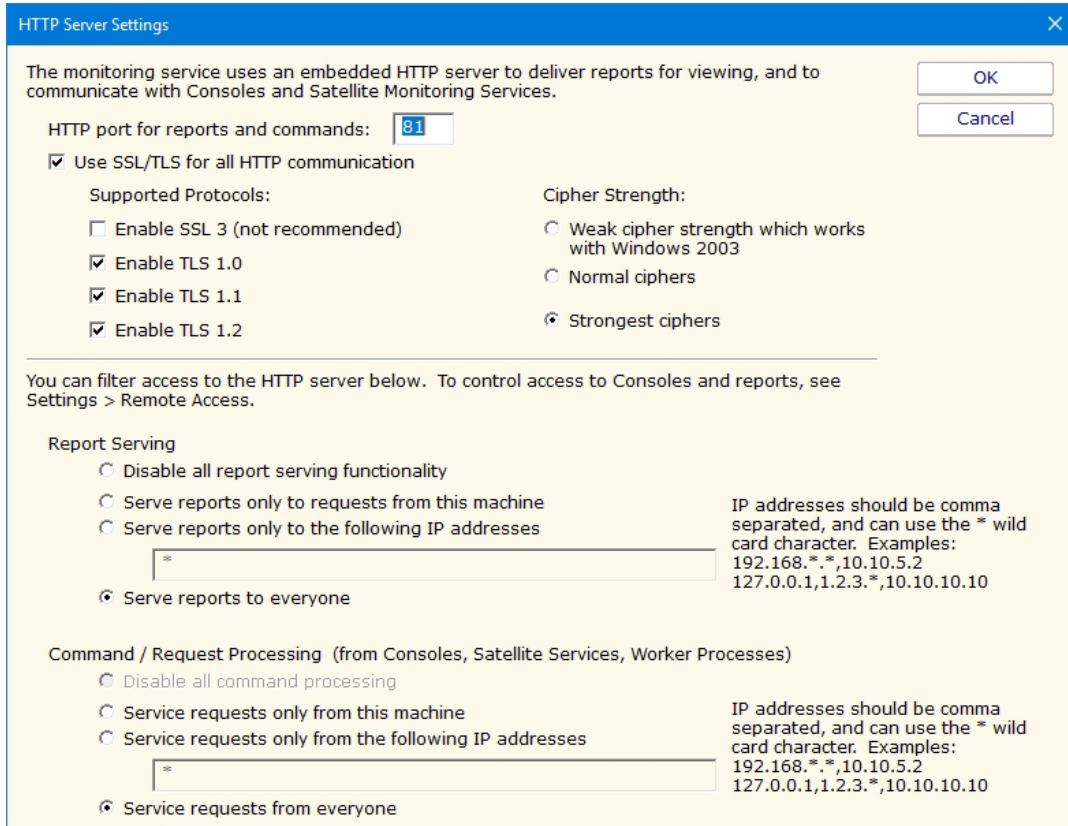 HTTP Server Settings
The monitoring service uses an embedded HTTP server to deliver reports for viewing, and to
communicate with Consoles and Satellite Monitoring Services.
OK
Cancel
HTTP port for reports and commands: 81
Use SSL/TLS for all HTTP communication
Supported Protocols:
Enable SSL 3 (not recommended)
Enable TLS 1.0
Enable TLS 1.1
Enable TLS 1.2
Cipher Strength:
Weak cipher strength which works
with Windows 2003
Normal ciphers
Strongest ciphers
You can filter access to the HTTP server below. To control access to Consoles and reports, see
Settings > Remote Access.
Report Serving
Disable all report serving functionality
Serve reports only to requests from this machine
Serve reports only to the following IP addresses
*
Serve reports to everyone
IP addresses should be comma
separated, and can use the * wild
card character. Examples:
192.168.*.*,10.10.5.2
127.0.0.1,1.2.3.*,10.10.10.10
Command / Request Processing (from Consoles, Satellite Services, Worker Processes)
Disable all command processing
Service requests only from this machine
Service requests only from the following IP addresses
*
Service requests from everyone
IP addresses should be comma
separated, and can use the * wild
card character. Examples:
192.168.*.*,10.10.5.2
127.0.0.1,1.2.3.*,10.10.10.10